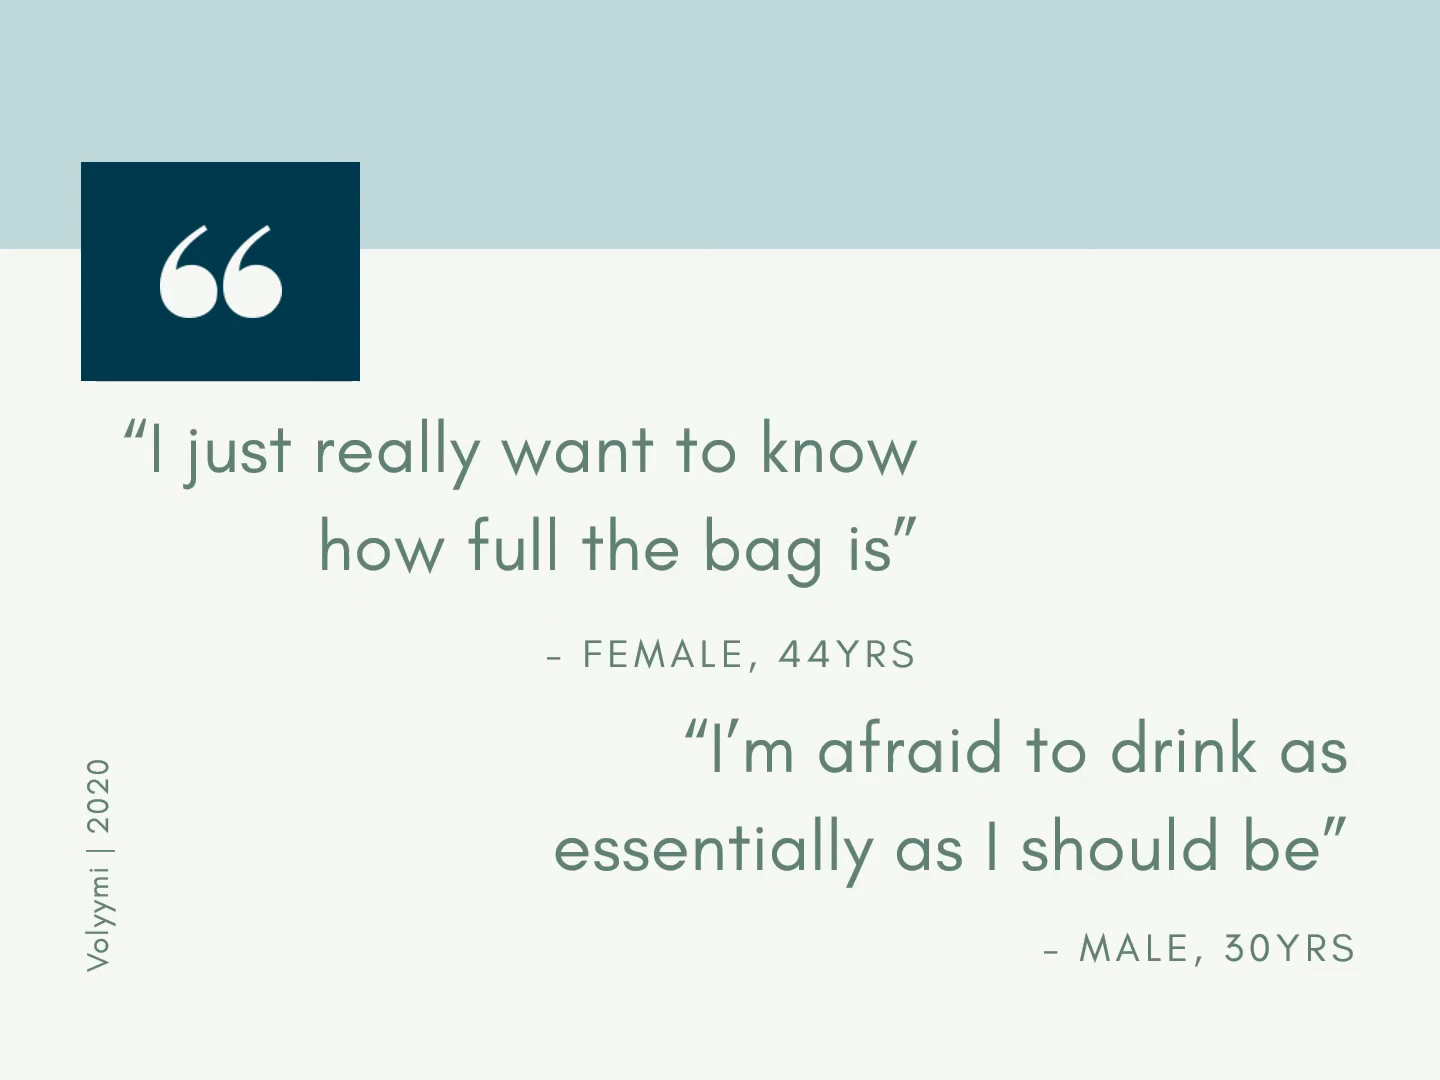 “I just really want to know
how full the bag is”
– FEMALE, 44YRS
“I’m afraid to drink as
essentially as I should be”
– MALE, 30YRS
Volyymi | 2020